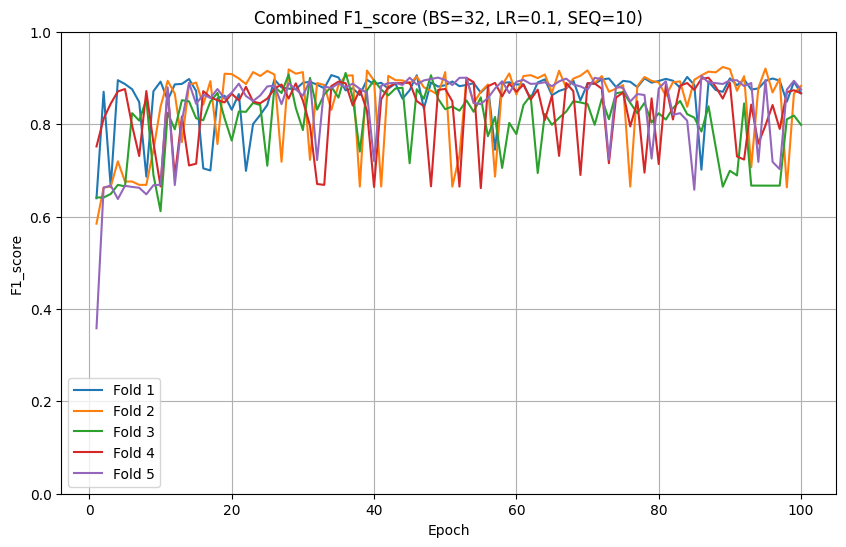 Combined F1_score (BS=32, LR=0.1, SEQ=10)
F1_score
1.0
0.8
0.6
0.4
0.2
0.0
Fold 1
Fold 2
Fold 3
Fold 4
Fold 5
0
20
40
60
80
100
Epoch